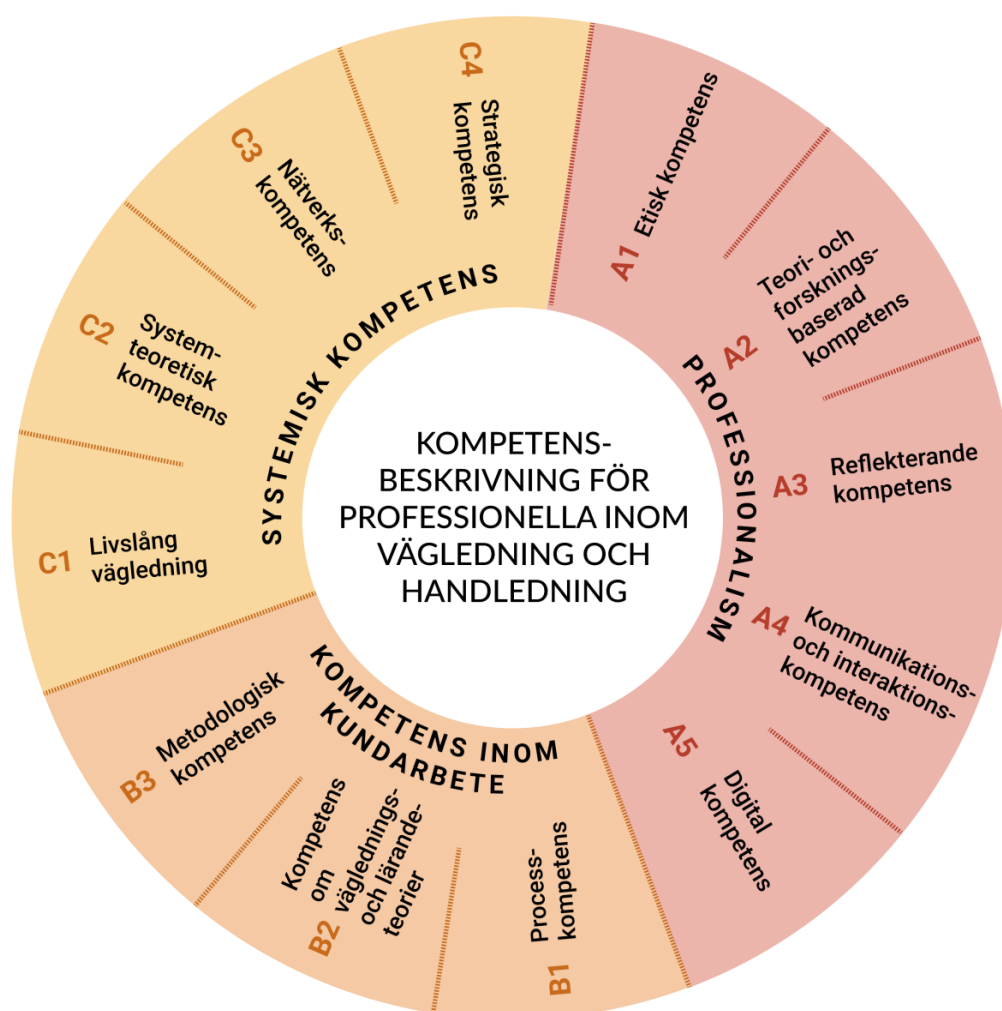 KOMPETENS-
BESKRIVNING FÖR
PROFESSIONELLA INOM
VÄGLEDNING OCH
HANDLEDNING
PROFESSIONALISM
A1 Etisk kompetens
A2
Teori- och
forsknings-
baserad
kompetens
A3
Reflekterande
kompetens
A4
Kommunikations-
och interaktions-
kompetens
A5
Digital
kompetens
KOMPETENS INOM
KUNDARBETE
B1
Process-
kompetens
B2
Kompetens
om
väglednings-
och lärande-
teorier
B3
Metodologisk
kompetens
SYSTEMISK KOMPETENS
C1
Livslång
vägledning
C2
System-
teoretisk
kompetens
C3
Nätverks-
kompetens
C4
Strategisk
kompetens